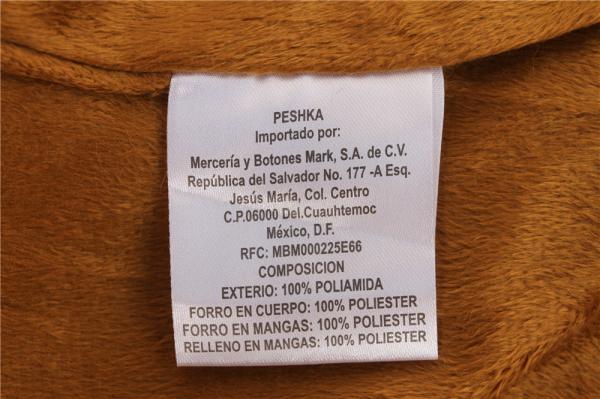 PESHKA
Importado por:
Mercería y Botones Mark, S.A. de C.V.
República del Salvador No. 177 -A Esq.
Jesús María, Col. Centro
C.P.06000 Del.Cuauhtemoc
México, D.F.
RFC: MBM000225E66
COMPOSICION
EXTERIO: 100% POLIAMIDA
FORRO EN CUERPO: 100% POLIESTER
FORRO EN MANGAS: 100% POLIESTER
RELLENO EN MANGAS: 100% POLIESTER